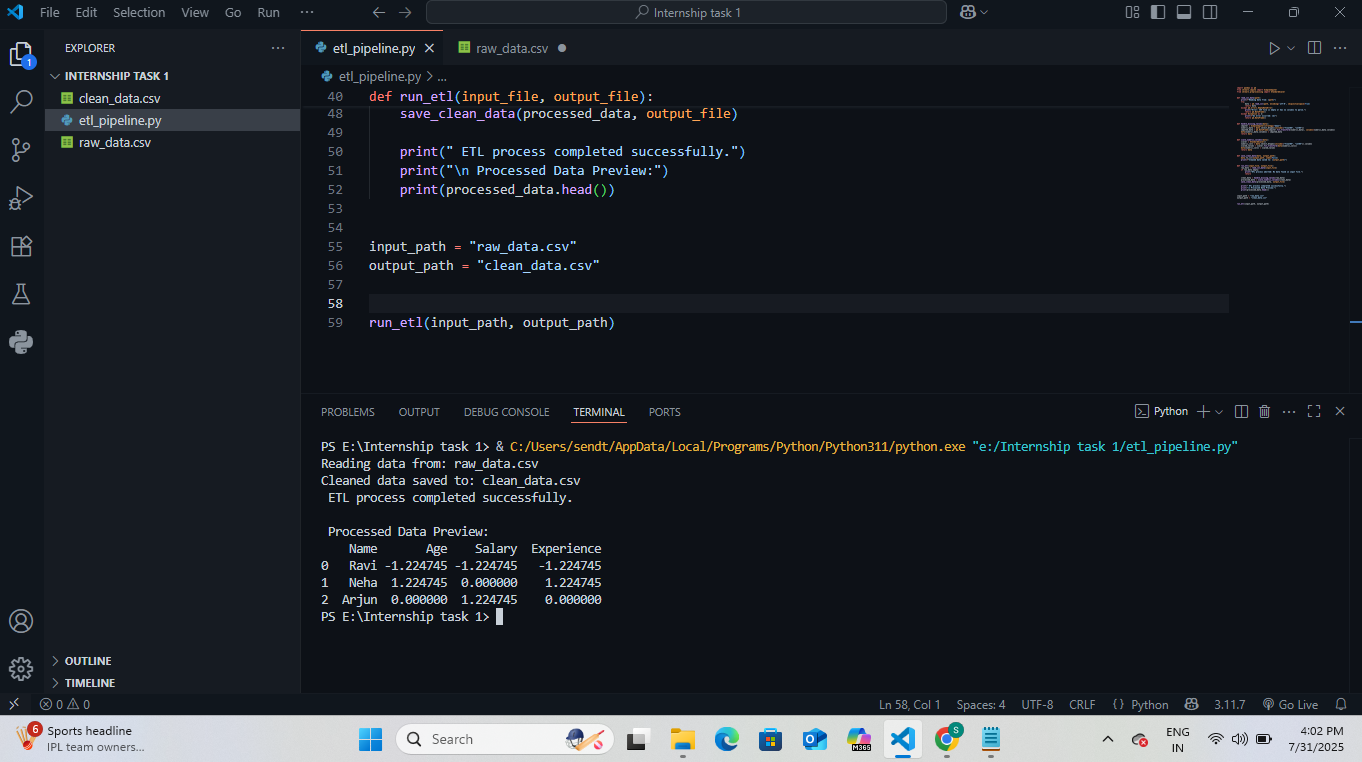 File Edit Selection View Go Run ··· Internship task 1
EXPLORER ···
INTERNSHIP TASK 1
clean_data.csv
etl_pipeline.py
raw_data.csv
OUTLINE
TIMELINE
1
etl_pipeline.py raw_data.csv
etl_pipeline.py > ...
40 def run_etl(input_file, output_file):
48 save_clean_data(processed_data, output_file)
49
50 print(" ETL process completed successfully.")
51 print("\n Processed Data Preview:")
52 print(processed_data.head())
53
54
55 input_path = "raw_data.csv"
56 output_path = "clean_data.csv"
57
58
59 run_etl(input_path, output_path)
PROBLEMS OUTPUT DEBUG CONSOLE TERMINAL PORTS Python
PS E:\Internship task 1> & C:/Users/sendt/AppData/Local/Programs/Python/Python311/python.exe "e:/Internship task 1/etl_pipeline.py"
Reading data from: raw_data.csv
Cleaned data saved to: clean_data.csv
ETL process completed successfully.
Processed Data Preview:
Name Age Salary Experience
0 Ravi -1.224745 -1.224745 -1.224745
1 Neha 1.224745 0.000000 1.224745
2 Arjun 0.000000 1.224745 0.000000
PS E:\Internship task 1>
0 0 Ln 58, Col 1 Spaces: 4 UTF-8 CRLF {} Python 3.11.7 Go Live
6 Sports headline
IPL team owners...
Search
M365
S
ENG
IN
4:02 PM
7/31/2025